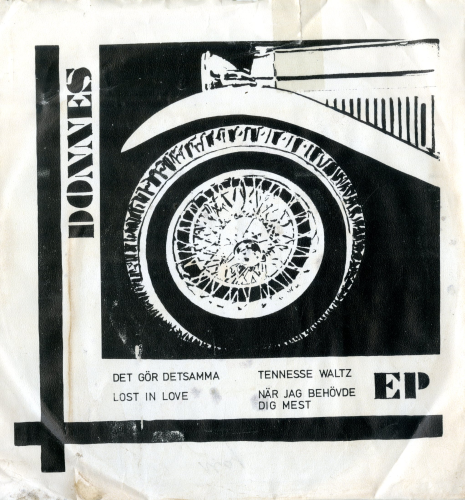 DONNES
DET GÖR DETSAMMA
LOST IN LOVE
TENNESSE WALTZ
NÄR JAG BEHÖVDE
DIG MEST
EP